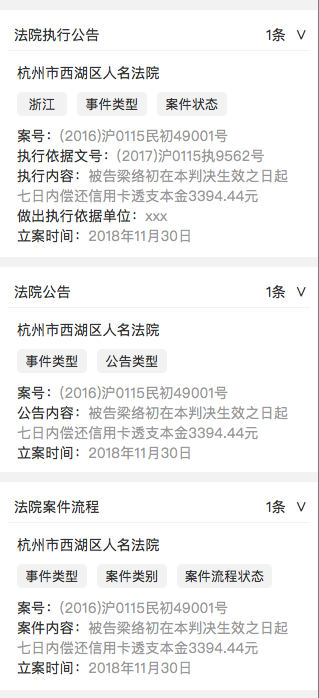 法院执行公告 1条
杭州市西湖区人名法院
浙江 事件类型 案件状态
案号：(2016)沪0115民初49001号
执行依据文号：(2017)沪0115执9562号
执行内容：被告梁络初在本判决生效之日起
七日内偿还信用卡透支本金3394.44元
做出执行依据单位：xxx
立案时间：2018年11月30日
法院公告 1条
杭州市西湖区人名法院
事件类型 公告类型
案号：(2016)沪0115民初49001号
公告内容：被告梁络初在本判决生效之日起
七日内偿还信用卡透支本金3394.44元
立案时间：2018年11月30日
法院案件流程 1条
杭州市西湖区人名法院
事件类型 案件类别 案件流程状态
案号：(2016)沪0115民初49001号
案件内容：被告梁络初在本判决生效之日起
七日内偿还信用卡透支本金3394.44元
立案时间：2018年11月30日